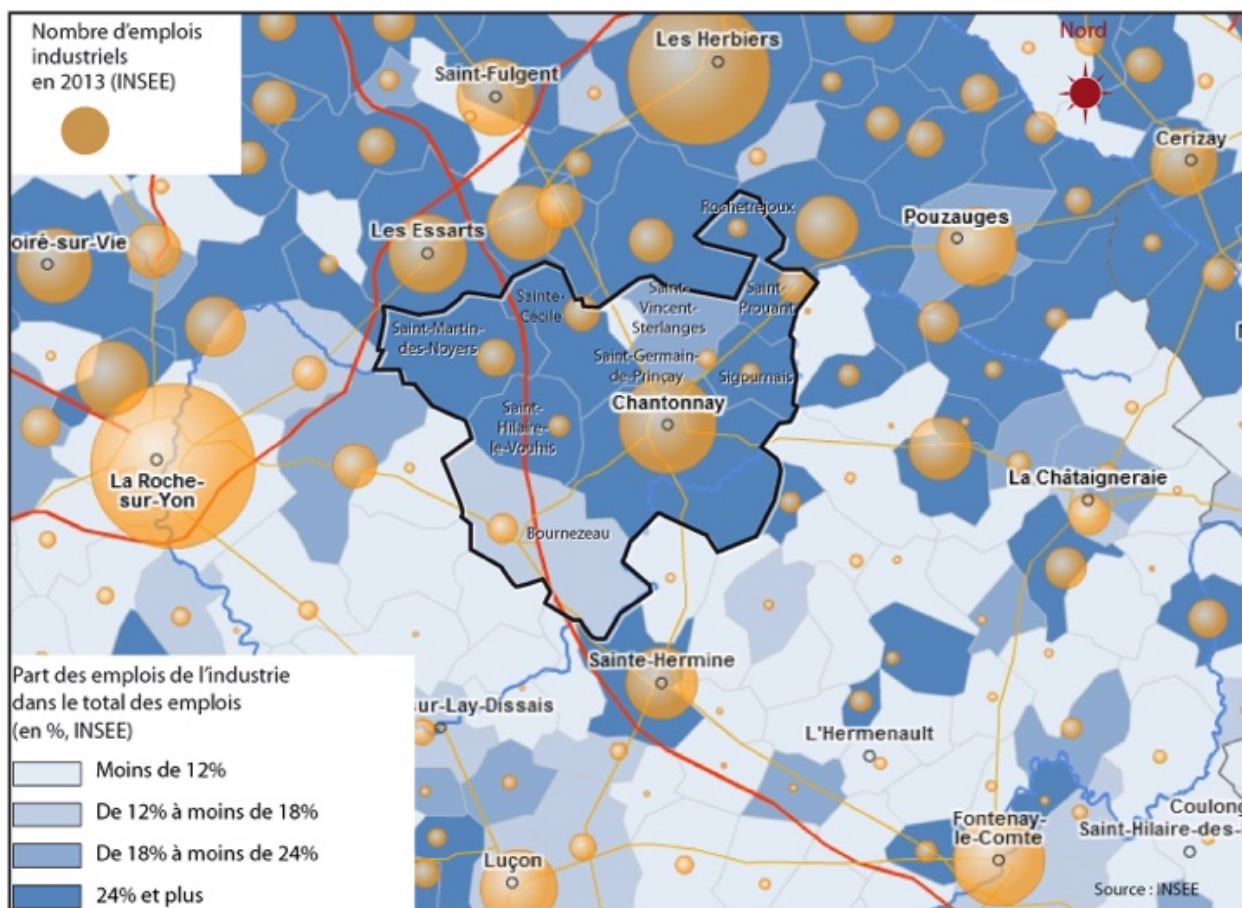 Nombre d'emplois
industriels
en 2013 (INSEE)
Nord
Les Herbiers
Saint-Fulgent
Cerizay
Rochetrejoux
Pouzauges
Les Essarts
oiré-sur-Vie
Sainte-
Cécile
Saint-
Vincent-
Sterlanges
Saint-
Prouant
Saint-Martin-
des-Noyers
Saint-Germain-
de-Prinçay
Sigournais
Chantonnay
Saint-
Hilaire-
le-Vouhis
La Roche-
sur-Yon
La Châtaigneraie
Bournezeau
Sainte-Hermine
sur-Lay-Dissais
L'Hermenault
Part des emplois de l'industrie
dans le total des emplois
(en %, INSEE)
Moins de 12%
De 12% à moins de 18%
De 18% à moins de 24%
24% et plus
Luçon
Fontenay-
le-Comte
Coulong
Saint-Hilaire-des-
Source : INSEE